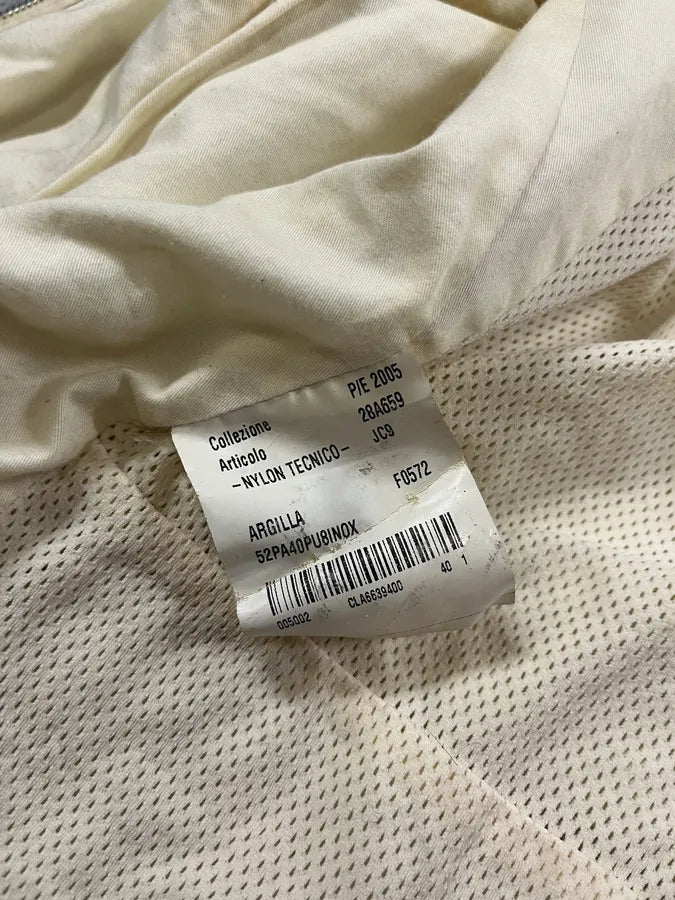 Collezione P/E 2005
Articolo 28A659
-NYLON TECNICO- JC9
ARGILLA F0572
52PA40PU8INOX
005002 CLA6639400 40 1